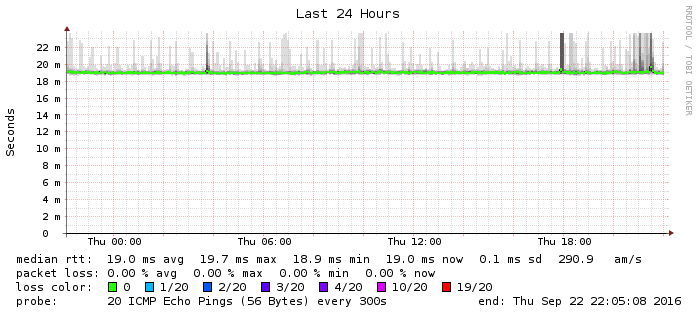 Last 24 Hours
RRDTOOL / TOBI OETIKER
Seconds
22 m
20 m
18 m
16 m
14 m
12 m
10 m
8 m
6 m
4 m
2 m
0
Thu 00:00 Thu 06:00 Thu 12:00 Thu 18:00
median rtt: 19.0 ms avg 19.7 ms max 18.9 ms min 19.0 ms now 0.1 ms sd 290.9 am/s
packet loss: 0.00 % avg 0.00 % max 0.00 % min 0.00 % now
loss color: 0 1/20 2/20 3/20 4/20 10/20 19/20
probe: 20 ICMP Echo Pings (56 Bytes) every 300s end: Thu Sep 22 22:05:08 2016